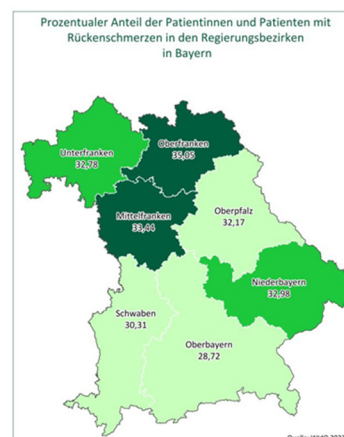 Prozentualer Anteil der Patientinnen und Patienten mit
Rückenschmerzen in den Regierungsbezirken
in Bayern
Oberfranken
35,05
Unterfranken
32,78
Mittelfranken
33,44
Oberpfalz
32,17
Niederbayern
32,98
Schwaben
30,31
Oberbayern
28,72